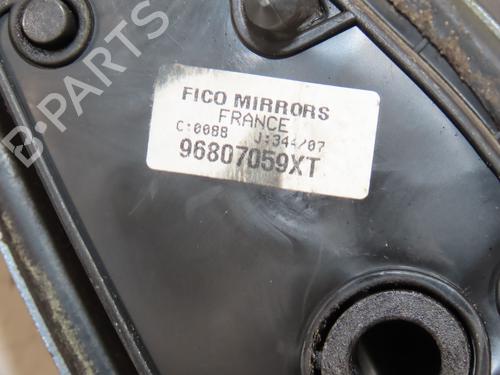 B-PARTS
FICO MIRRORS
FRANCE
C:0088 J:344/07
96807059XT